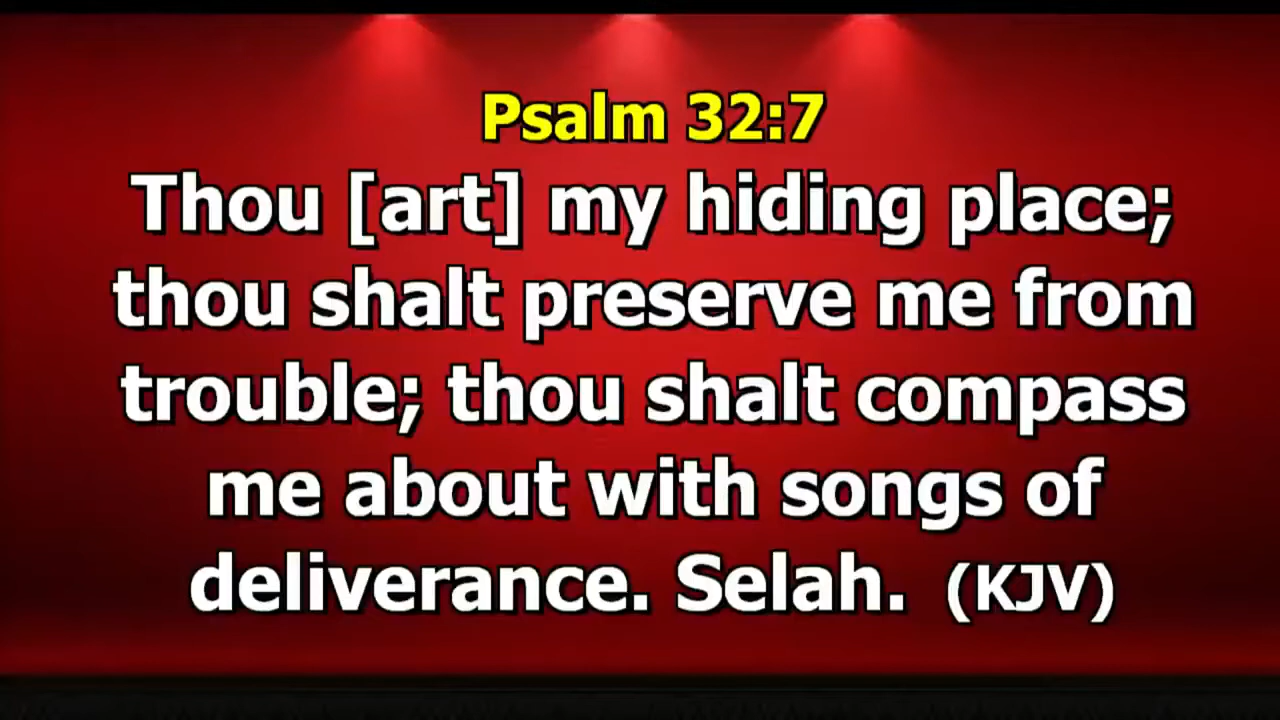 Psalm 32:7
Thou [art] my hiding place;
thou shalt preserve me from
trouble; thou shalt compass
me about with songs of
deliverance. Selah. (KJV)